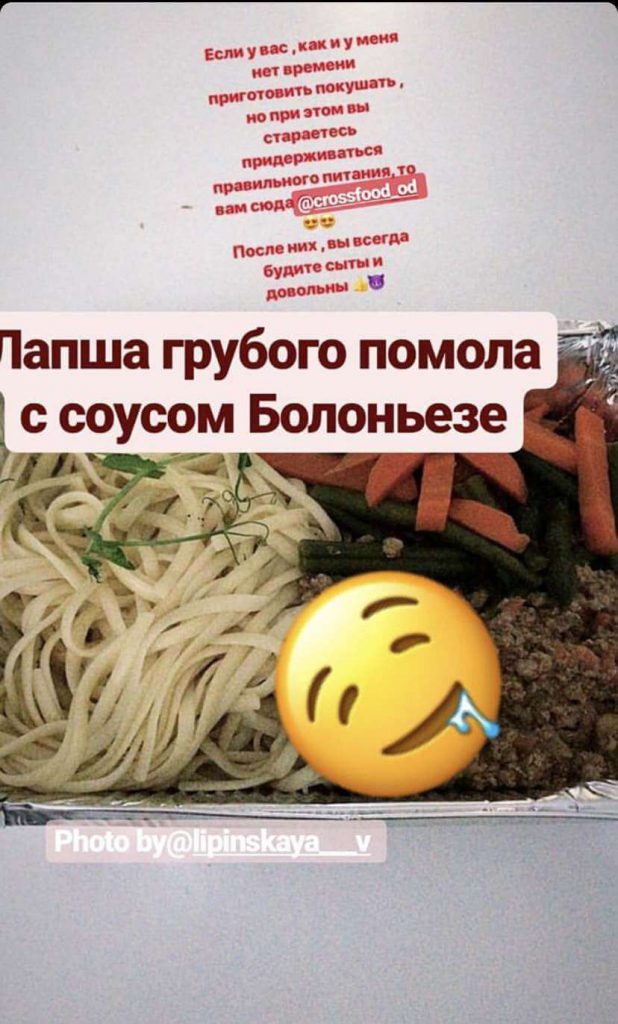 Если у вас ,как и у меня
нет времени
приготовить покушать ,
но при этом вы
стараетесь
придерживаться
правильного питания,то
вам сюда @crossfood_od
😍😍
После них ,вы всегда
будите сыты и
довольны 👍😈
Лапша грубого помола
с соусом Болоньезе
Photo by@lipinskaya___v